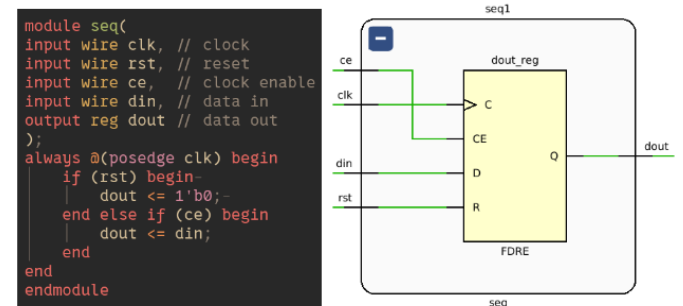 module seq(
input wire clk, // clock
input wire rst, // reset
input wire ce, // clock enable
input wire din, // data in
output reg dout // data out
);
always @(posedge clk) begin
if (rst) begin
dout <= 1'b0;
end else if (ce) begin
dout <= din;
end
end
endmodule
seq1
−
ce
clk
din
rst
dout_reg
C
CE
D
R
Q
FDRE
dout
seq